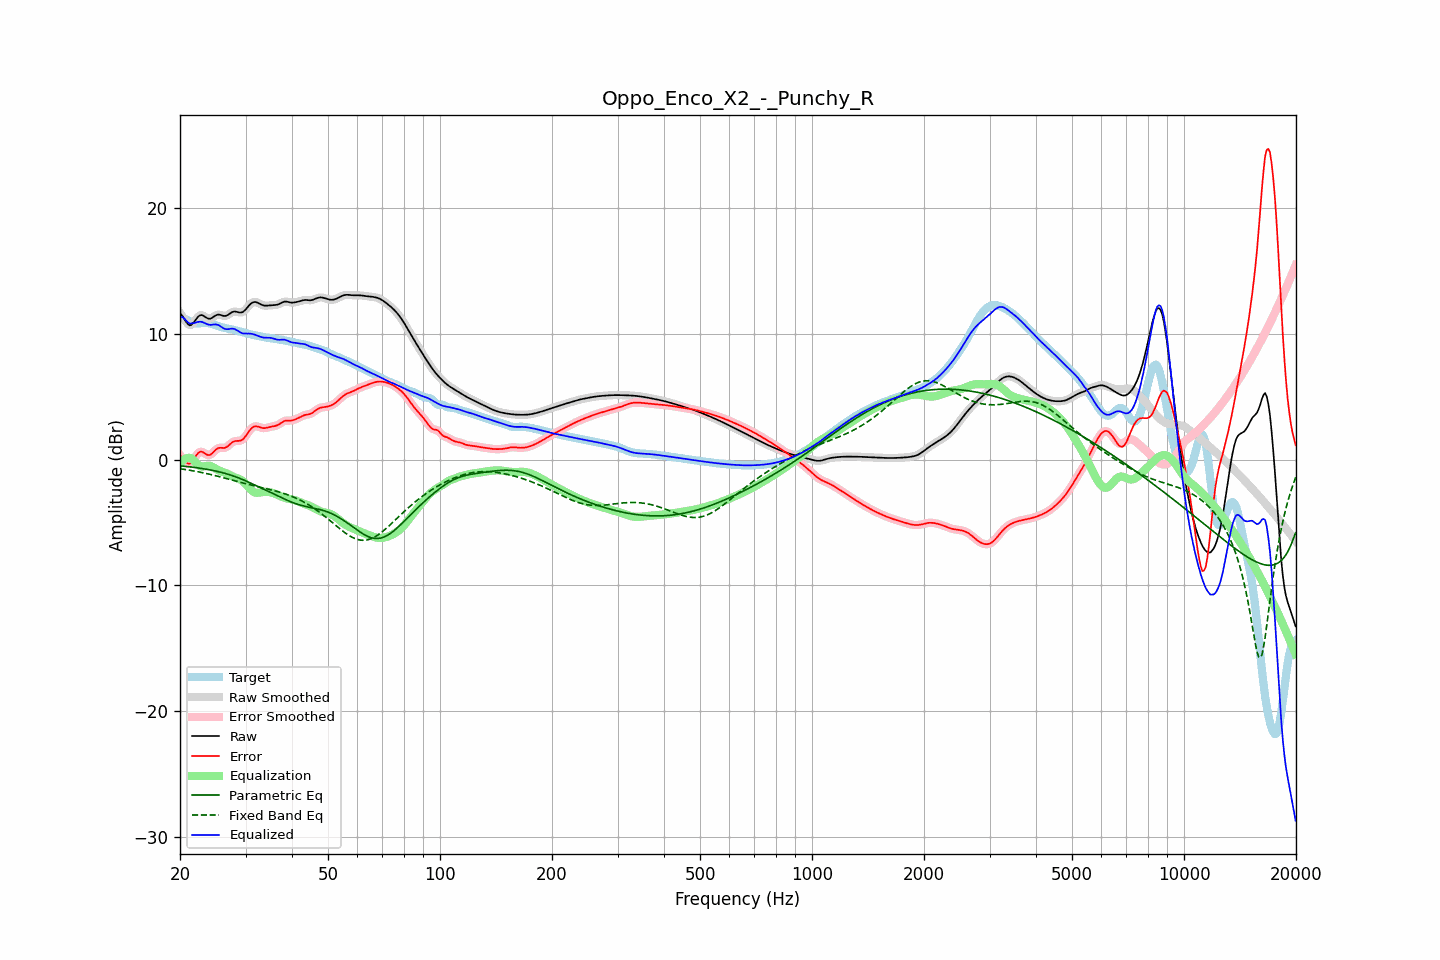 Oppo_Enco_X2_-_Punchy_R
Amplitude (dBr)
20
10
0
−10
−20
−30
Target
Raw Smoothed
Error Smoothed
Raw
Error
Equalization
Parametric Eq
Fixed Band Eq
Equalized
20 50 100 200 500 1000 2000 5000 10000 20000
Frequency (Hz)